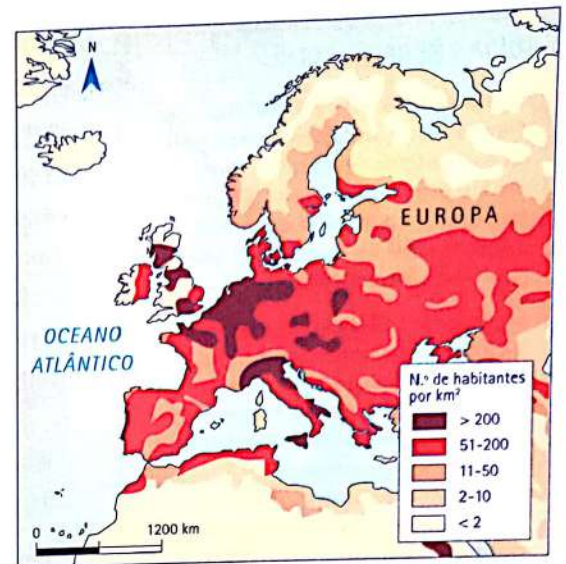 N
EUROPA
OCEANO
ATLÂNTICO
N.º de habitantes
por km²
> 200
51-200
11-50
2-10
< 2
0 1200 km